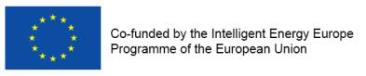 Co-funded by the Intelligent Energy Europe
Programme of the European Union